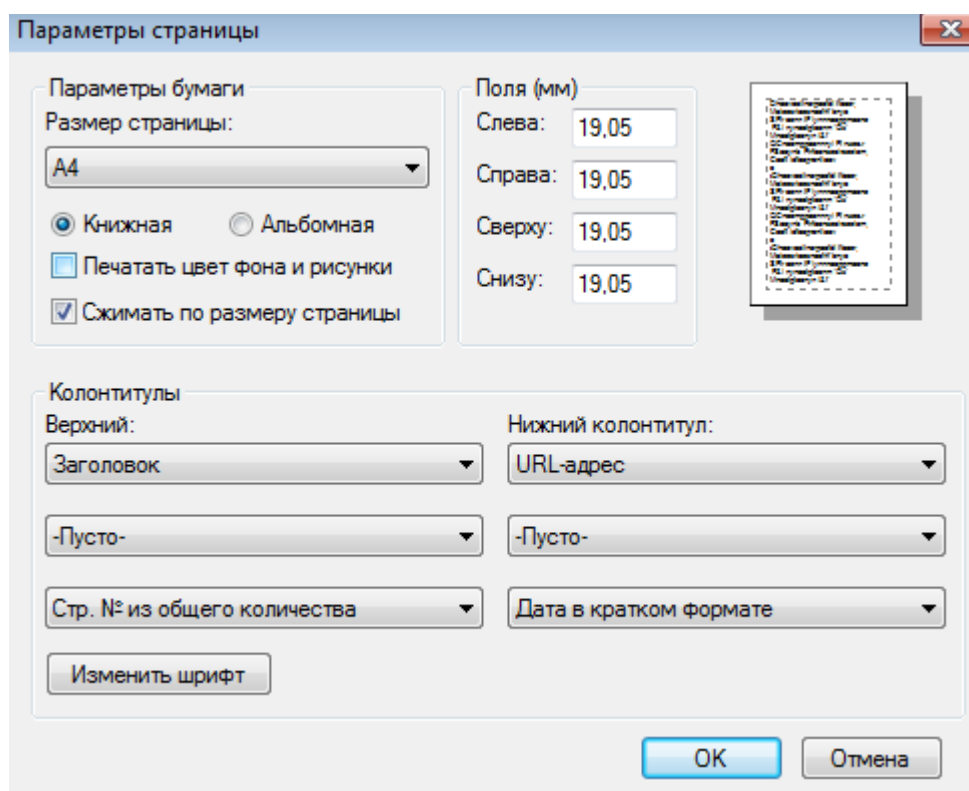 Параметры страницы
Параметры бумаги
Размер страницы:
A4
Книжная Альбомная
Печатать цвет фона и рисунки
Сжимать по размеру страницы
Поля (мм)
Слева: 19,05
Справа: 19,05
Сверху: 19,05
Снизу: 19,05
Колонтитулы
Верхний: Нижний колонтитул:
Заголовок URL-адрес
-Пусто- -Пусто-
Стр. № из общего количества Дата в кратком формате
Изменить шрифт
OK Отмена